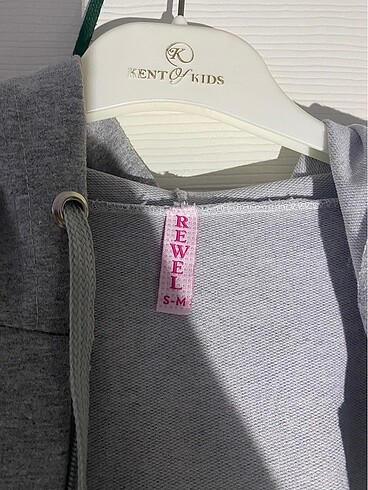 K
KENT Of KIDS
REWEL
S-M